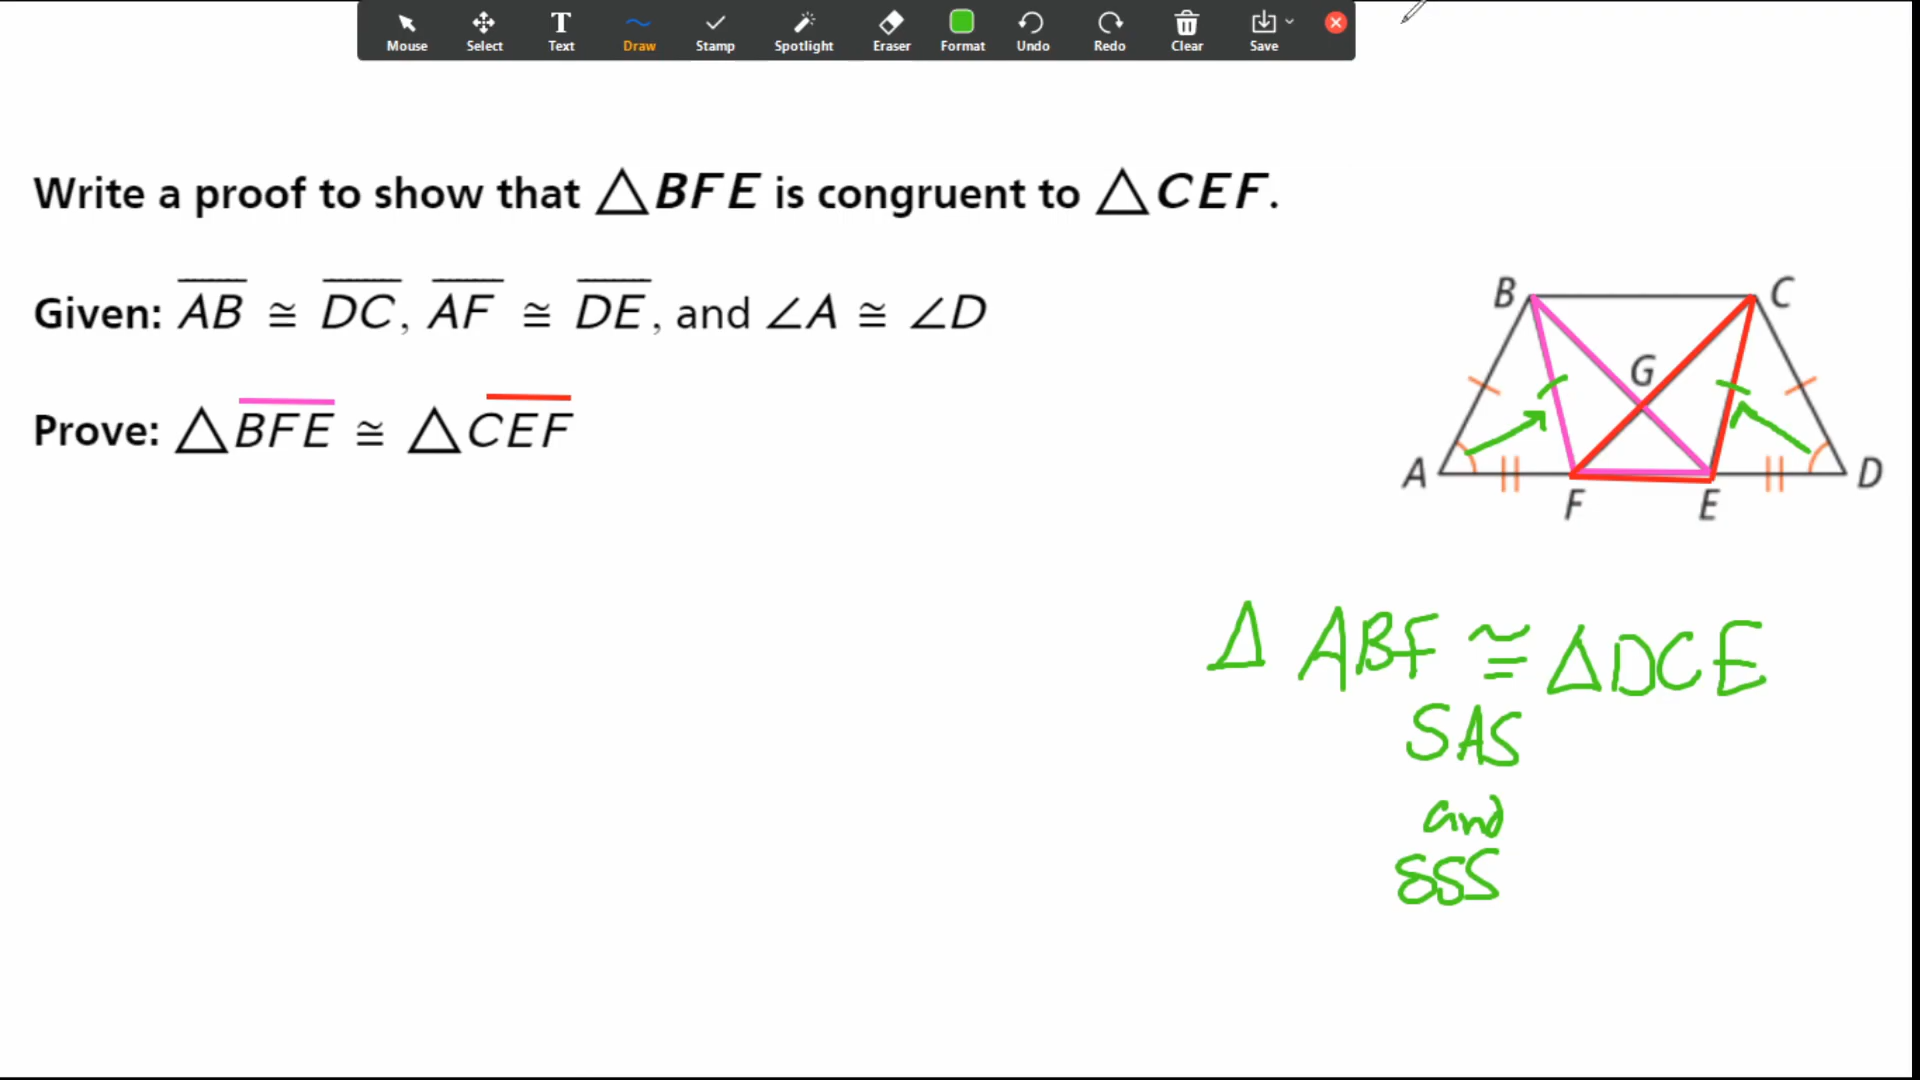 Mouse Select Text Draw Stamp Spotlight Eraser Format Undo Redo Clear Save
Write a proof to show that △BFE is congruent to △CEF.
Given: AB ≅ DC, AF ≅ DE, and ∠A ≅ ∠D
Prove: △BFE ≅ △CEF
B C
G
A D
F E
Δ ABF ≅ ΔDCE
SAS
and
SSS